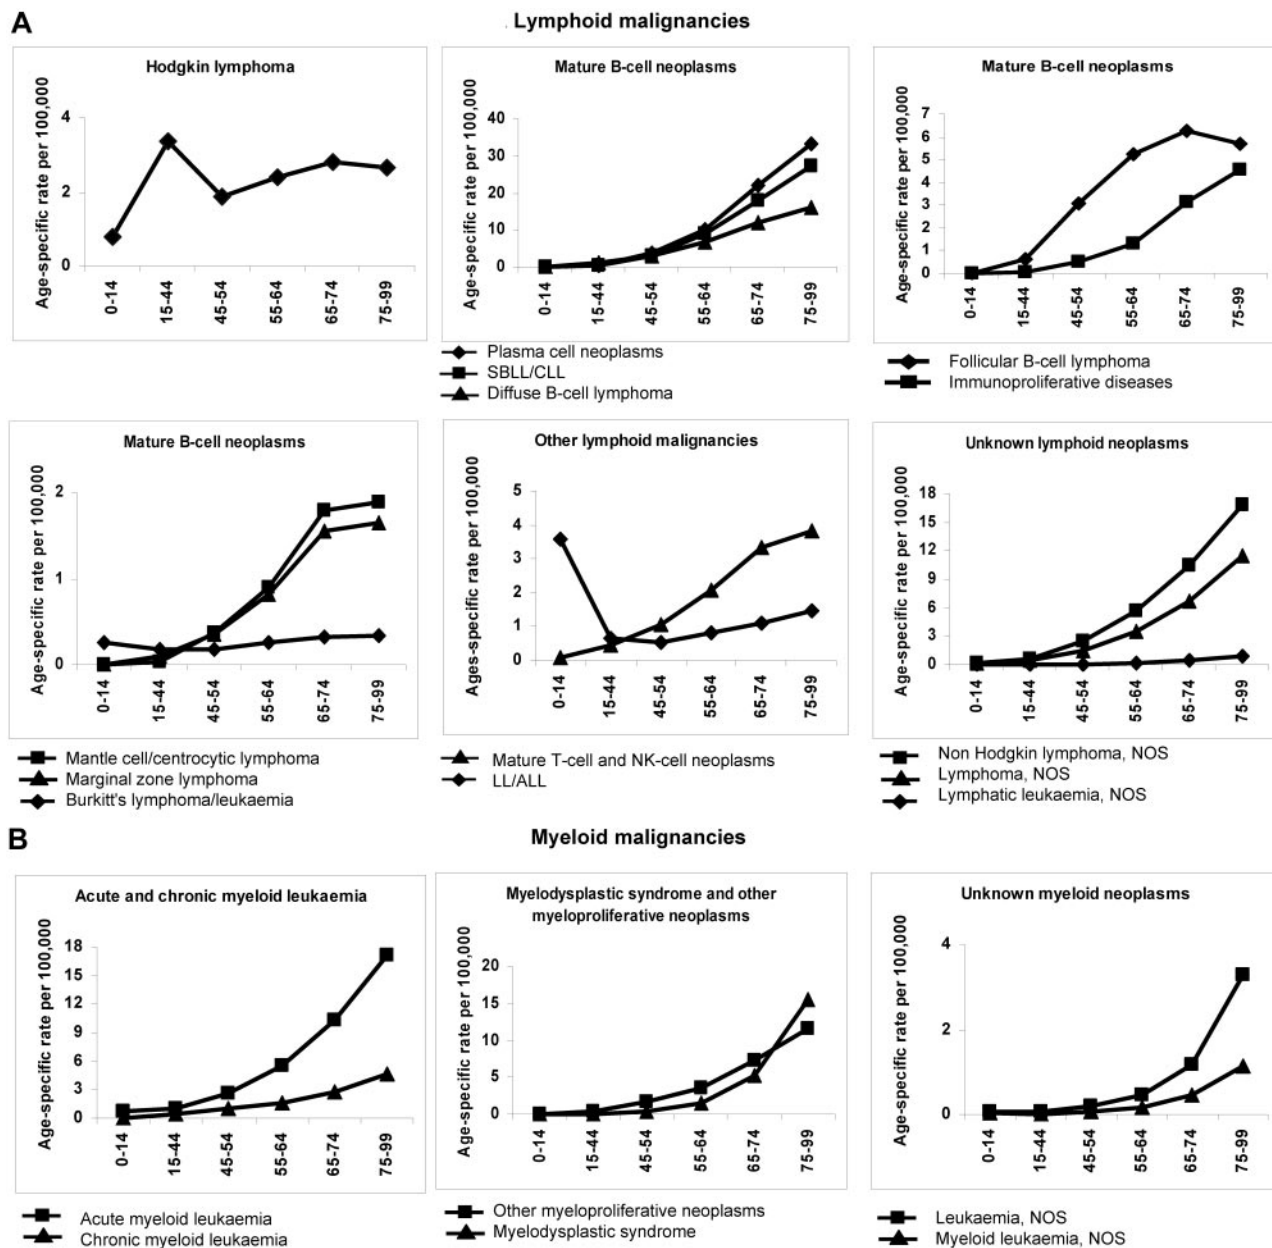 A
Lymphoid malignancies
Hodgkin lymphoma
Age-specific rate per 100,000
4
2
0
0-14
15-44
45-54
55-64
65-74
75-99
Mature B-cell neoplasms
Age-specific rate per 100,000
40
30
20
10
0
0-14
15-44
45-54
55-64
65-74
75-99
Plasma cell neoplasms
SBLL/CLL
Diffuse B-cell lymphoma
Mature B-cell neoplasms
Age-specific rate per 100,000
7
6
5
4
3
2
1
0
0-14
15-44
45-54
55-64
65-74
75-99
Follicular B-cell lymphoma
Immunoproliferative diseases
Mature B-cell neoplasms
Age-specific rate per 100,000
2
1
0
0-14
15-44
45-54
55-64
65-74
75-99
Mantle cell/centrocytic lymphoma
Marginal zone lymphoma
Burkitt's lymphoma/leukaemia
Other lymphoid malignancies
Ages-specific rate per 100,000
5
4
3
2
1
0
0-14
15-44
45-54
55-64
65-74
75-99
Mature T-cell and NK-cell neoplasms
LL/ALL
Unknown lymphoid neoplasms
Age-specific rate per 100,000
18
15
12
9
6
3
0
0-14
15-44
45-54
55-64
65-74
75-99
Non Hodgkin lymphoma, NOS
Lymphoma, NOS
Lymphatic leukaemia, NOS
B
Myeloid malignancies
Acute and chronic myeloid leukaemia
Age-specific rate per 100,000
18
15
12
9
6
3
0
0-14
15-44
45-54
55-64
65-74
75-99
Acute myeloid leukaemia
Chronic myeloid leukaemia
Myelodysplastic syndrome and other
myeloproliferative neoplasms
Age-specific rate per 100,000
20
15
10
5
0
0-14
15-44
45-54
55-64
65-74
75-99
Other myeloproliferative neoplasms
Myelodysplastic syndrome
Unknown myeloid neoplasms
Age-specific rate per 100,000
4
2
0
0-14
15-44
45-54
55-64
65-74
75-99
Leukaemia, NOS
Myeloid leukaemia, NOS